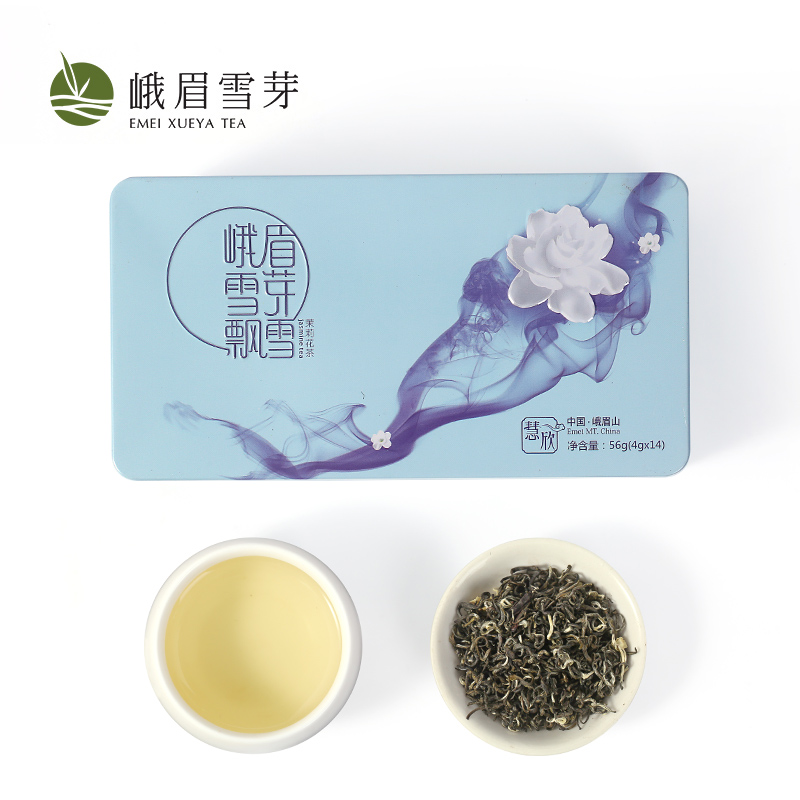 峨眉雪芽
EMEI XUEYA TEA
峨眉
雪芽
飘雪
茉莉花茶
jasmine tea
慧欣
中国·峨眉山
Emei MT. China
净含量：56g(4gx14)